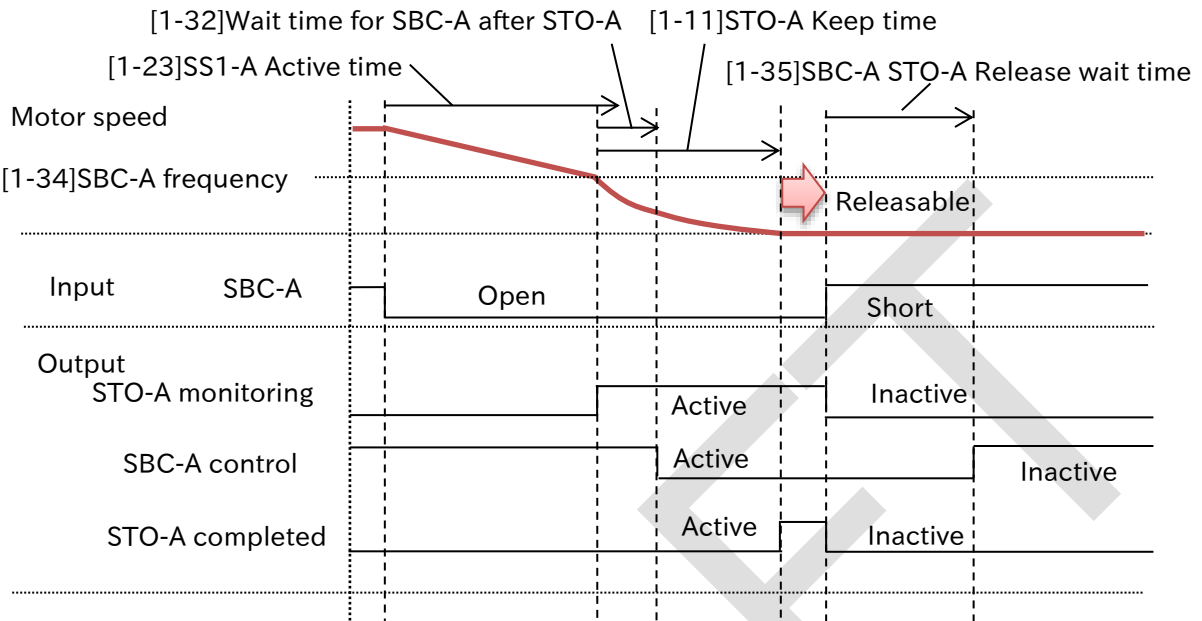 [1-32]Wait time for SBC-A after STO-A
[1-11]STO-A Keep time
[1-23]SS1-A Active time
[1-35]SBC-A STO-A Release wait time
Motor speed
[1-34]SBC-A frequency
Releasable
Input
SBC-A
Open
Short
Output
STO-A monitoring
Active
Inactive
SBC-A control
Active
Inactive
STO-A completed
Active
Inactive